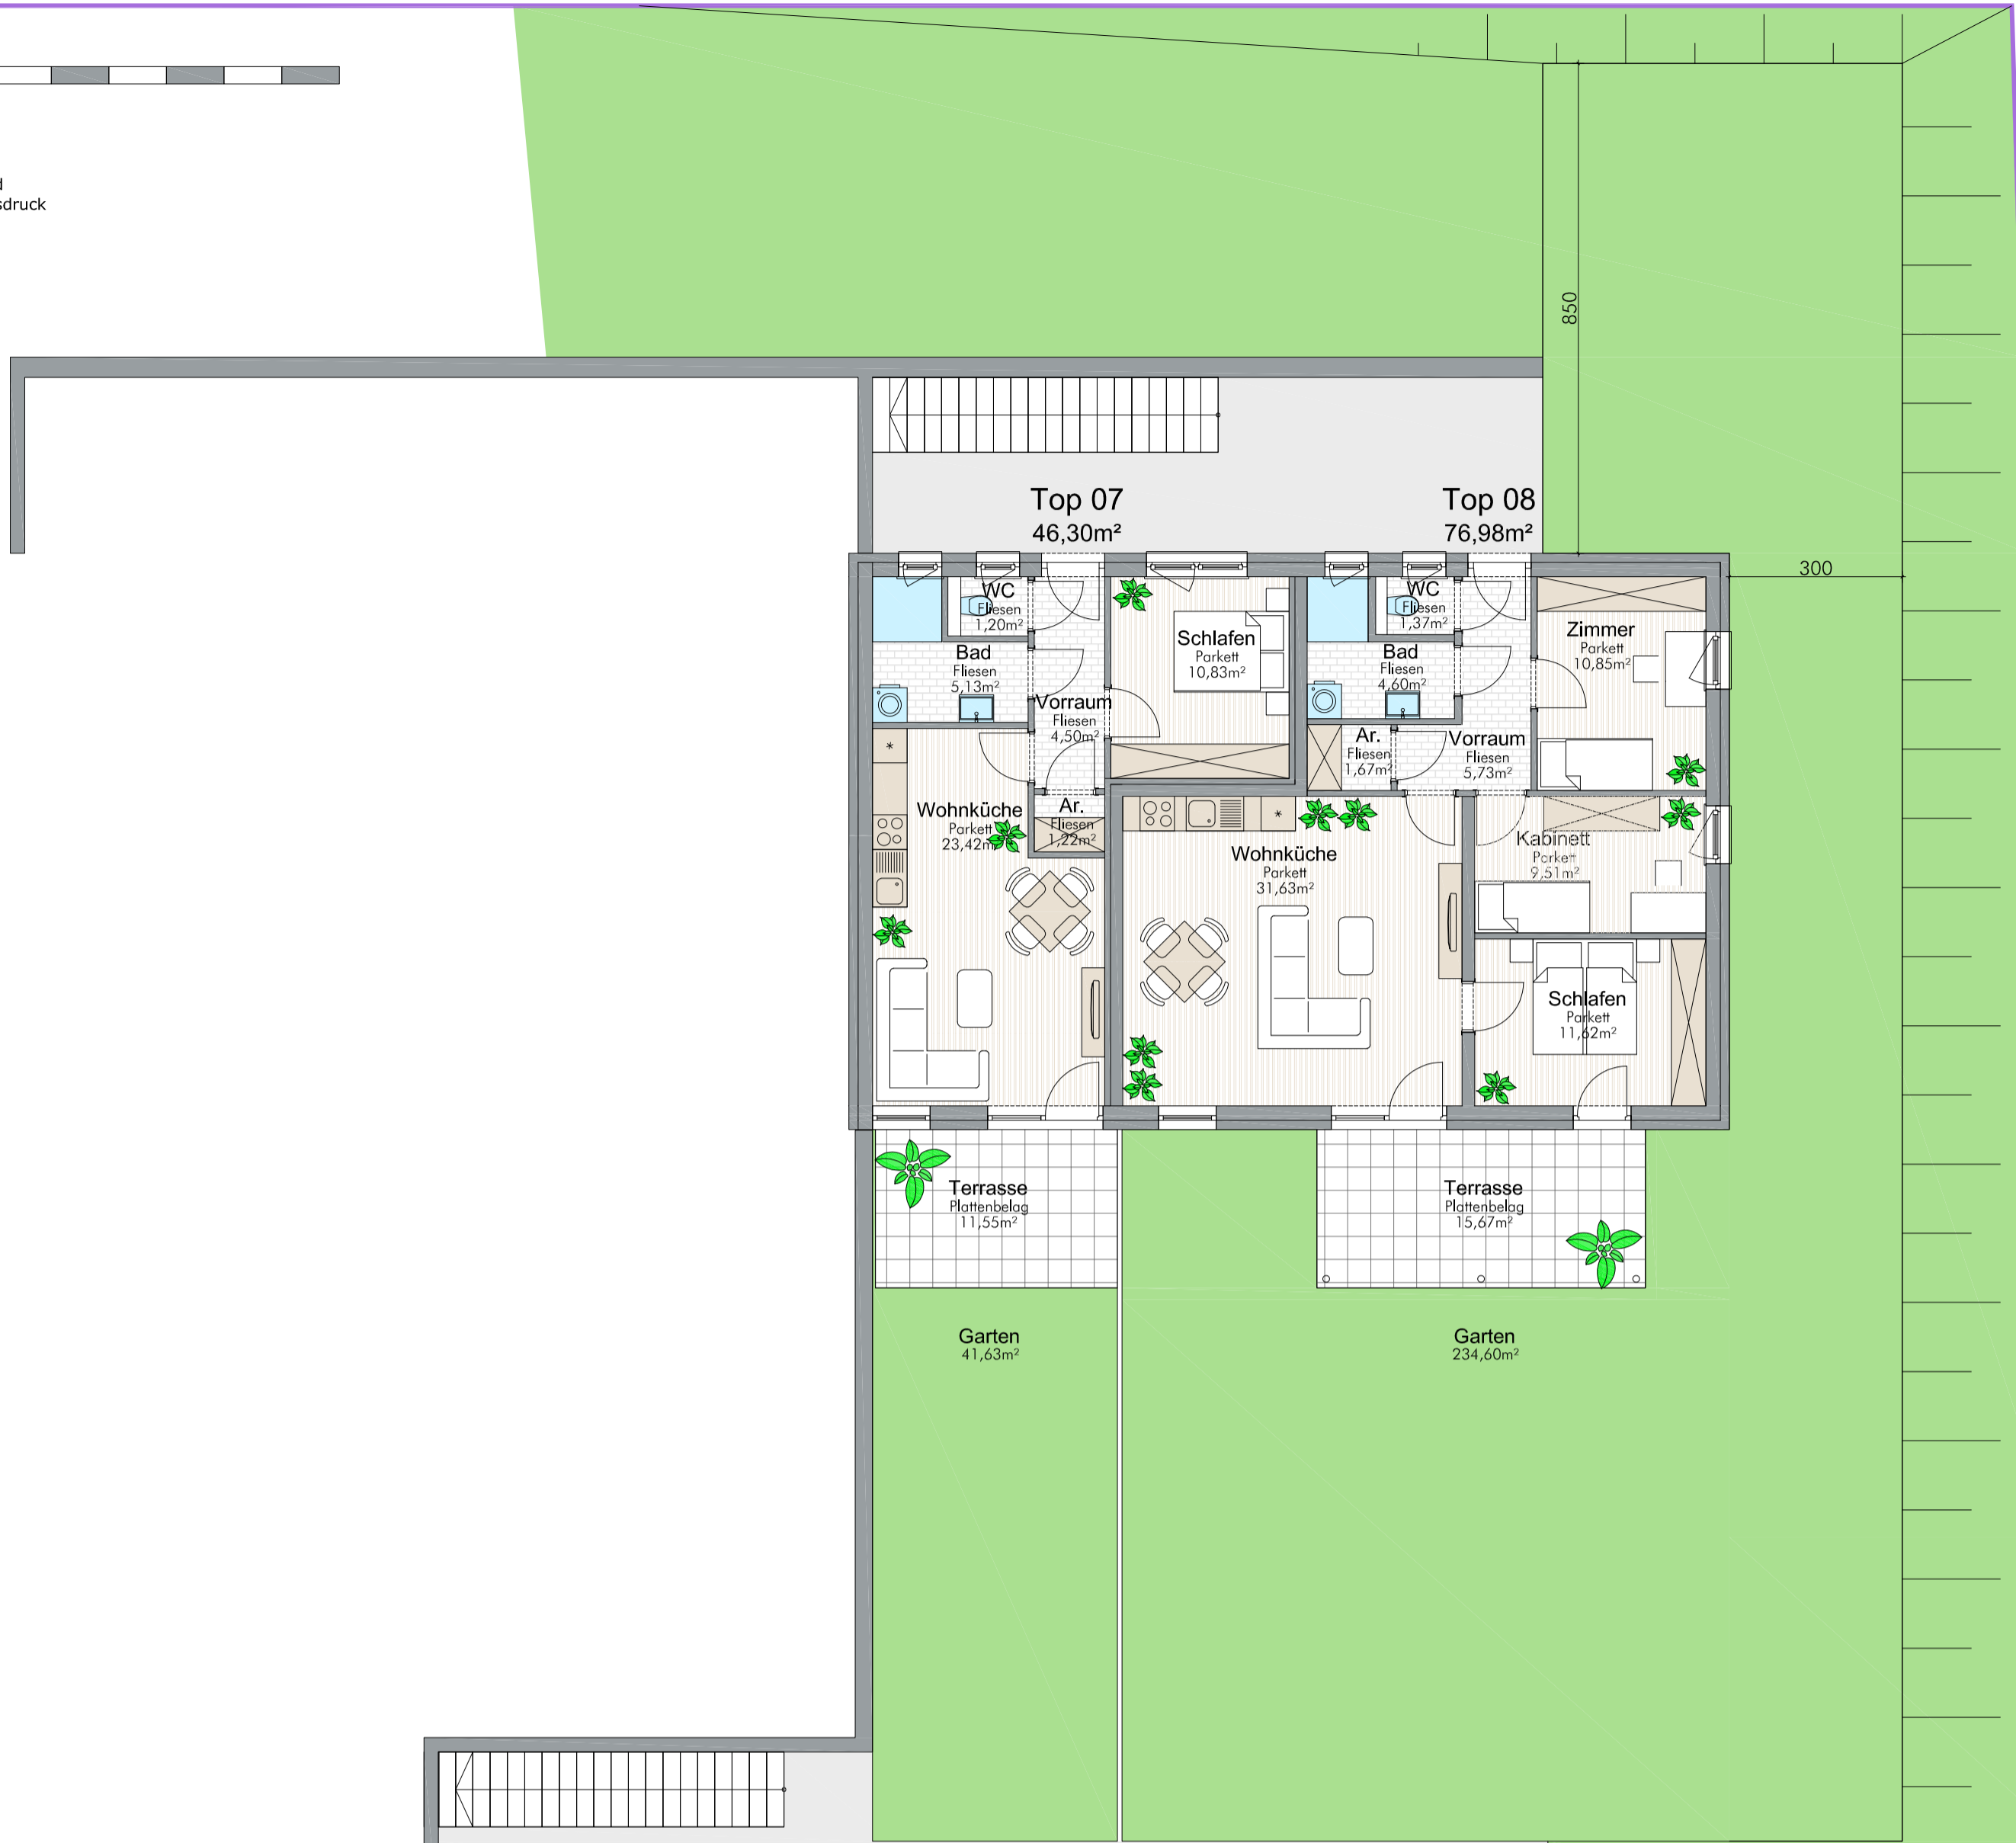 sdruck
850
300
Top 07
46,30m²
Top 08
76,98m²
WC
Fliesen
1,20m²
Bad
Fliesen
5,13m²
Vorraum
Fliesen
4,50m²
Schlafen
Parkett
10,83m²
Ar.
Fliesen
1,22m²
Wohnküche
Parkett
23,42m²
WC
Fliesen
1,37m²
Bad
Fliesen
4,60m²
Ar.
Fliesen
1,67m²
Vorraum
Fliesen
5,73m²
Zimmer
Parkett
10,85m²
Wohnküche
Parkett
31,63m²
Kabinett
Parkett
9,51m²
Schlafen
Parkett
11,62m²
Terrasse
Plattenbelag
11,55m²
Terrasse
Plattenbelag
15,67m²
Garten
41,63m²
Garten
234,60m²